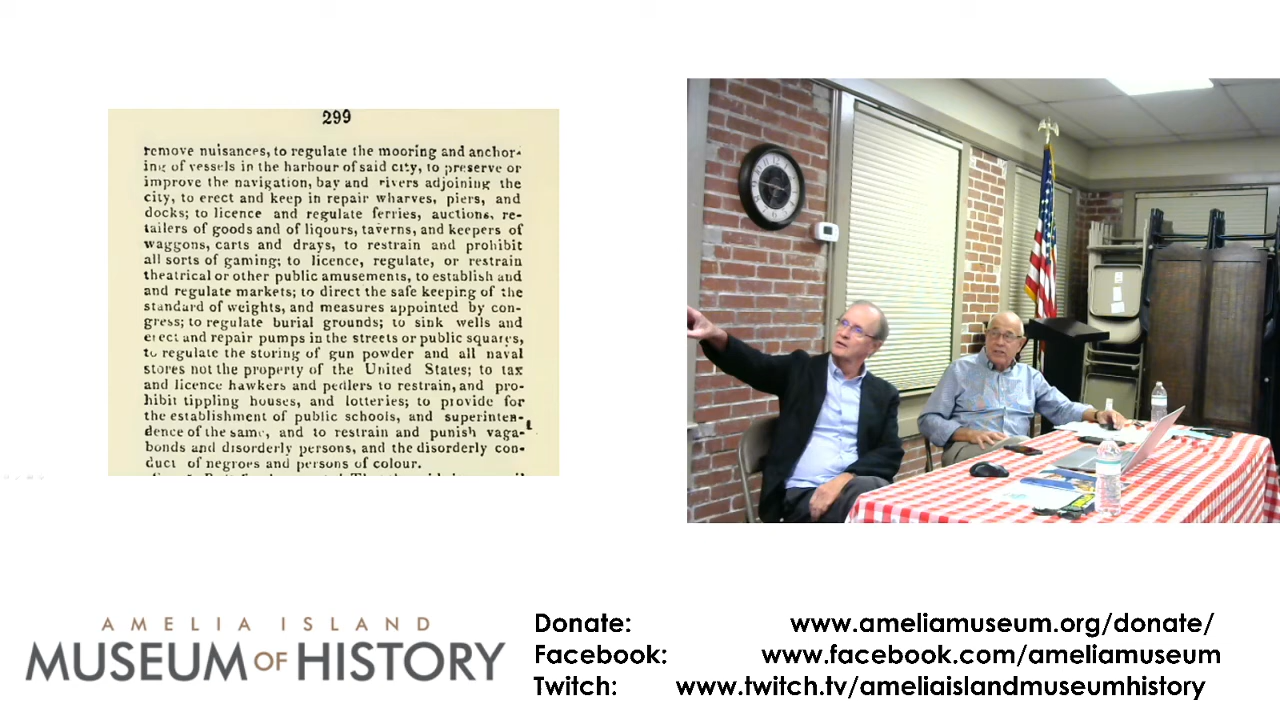 299
remove nuisances, to regulate the mooring and anchor-
ing of vessels in the harbour of said city, to preserve or
improve the navigation, bay and rivers adjoining the
city, to erect and keep in repair wharves, piers, and
docks; to licence and regulate ferries, auctions, re-
tailers of goods and of liqours, taverns, and keepers of
waggons, carts and drays, to restrain and prohibit
all sorts of gaming; to licence, regulate, or restrain
theatrical or other public amusements, to establish and
and regulate markets; to direct the safe keeping of the
standard of weights, and measures appointed by con-
gress; to regulate burial grounds; to sink wells and
erect and repair pumps in the streets or public squares,
to regulate the storing of gun powder and all naval
stores not the property of the United States; to tax
and licence hawkers and pedlers to restrain, and pro-
hibit tippling houses, and lotteries; to provide for
the establishment of public schools, and superinten-
dence of the same, and to restrain and punish vaga-
bonds and disorderly persons, and the disorderly con-
duct of negroes and persons of colour.
AMELIA ISLAND
MUSEUM OF HISTORY
Donate: www.ameliamuseum.org/donate/
Facebook: www.facebook.com/ameliamuseum
Twitch: www.twitch.tv/ameliaislandmuseumhistory